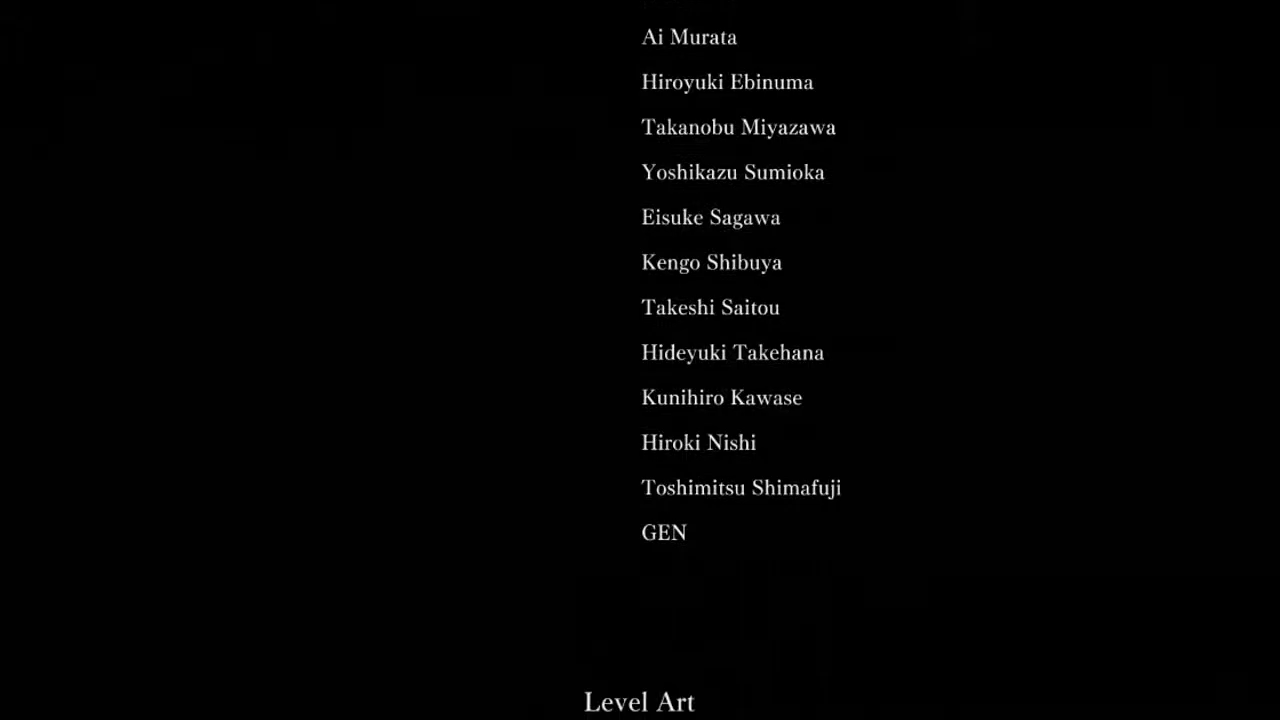 Ai Murata
Hiroyuki Ebinuma
Takanobu Miyazawa
Yoshikazu Sumioka
Eisuke Sagawa
Kengo Shibuya
Takeshi Saitou
Hideyuki Takehana
Kunihiro Kawase
Hiroki Nishi
Toshimitsu Shimafuji
GEN
Level Art